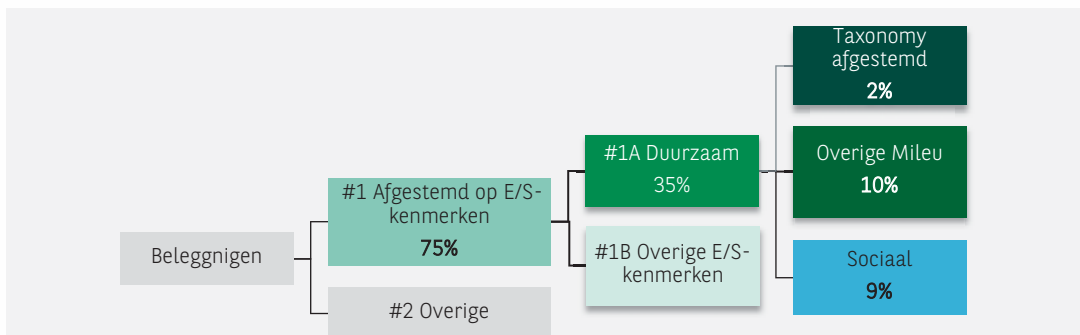 Beleggnigen
#1 Afgestemd op E/S-
kenmerken
75%
#2 Overige
#1A Duurzaam
35%
#1B Overige E/S-
kenmerken
Taxonomy
afgestemd
2%
Overige Mileu
10%
Sociaal
9%